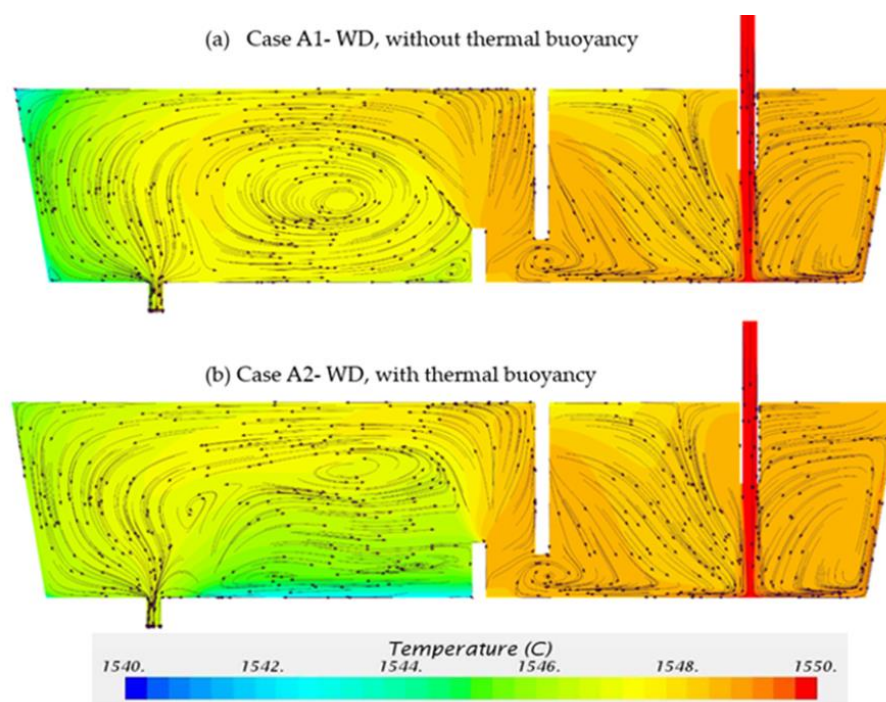 (a) Case A1- WD, without thermal buoyancy
(b) Case A2- WD, with thermal buoyancy
Temperature (C)
1540. 1542. 1544. 1546. 1548. 1550.